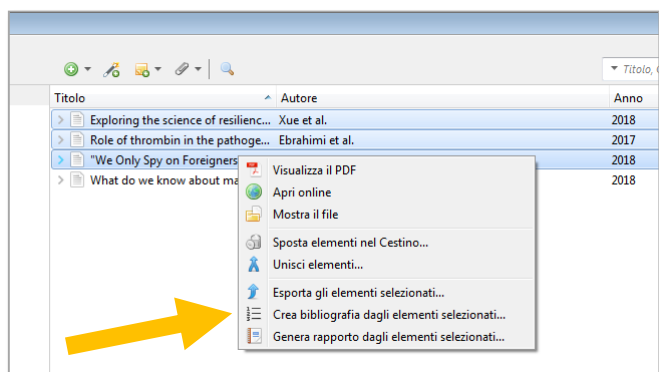 Titolo,
Titolo Autore Anno
Exploring the science of resilienc... Xue et al. 2018
Role of thrombin in the pathoge... Ebrahimi et al. 2017
"We Only Spy on Foreigners 2018
What do we know about ma 2018
Visualizza il PDF
Apri online
Mostra il file
Sposta elementi nel Cestino...
Unisci elementi...
Esporta gli elementi selezionati...
Crea bibliografia dagli elementi selezionati...
Genera rapporto dagli elementi selezionati...